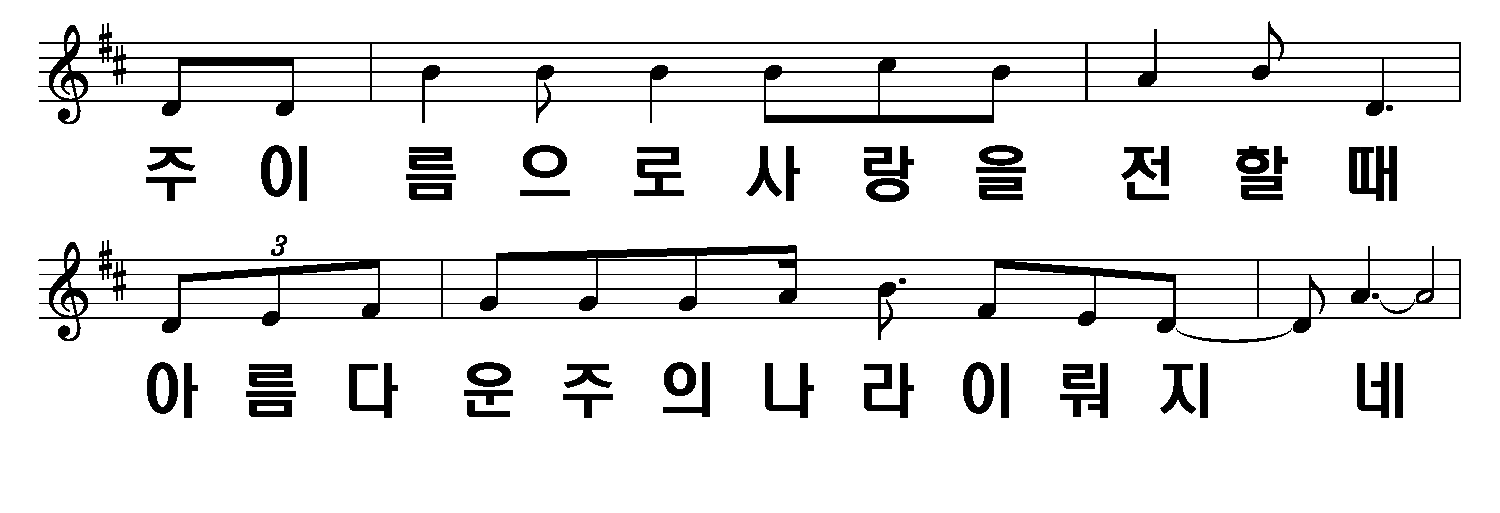 주 이 름 으 로 사 랑 을 전 할 때
3
아 름 다 운 주 의 나 라 이 뤄 지 네